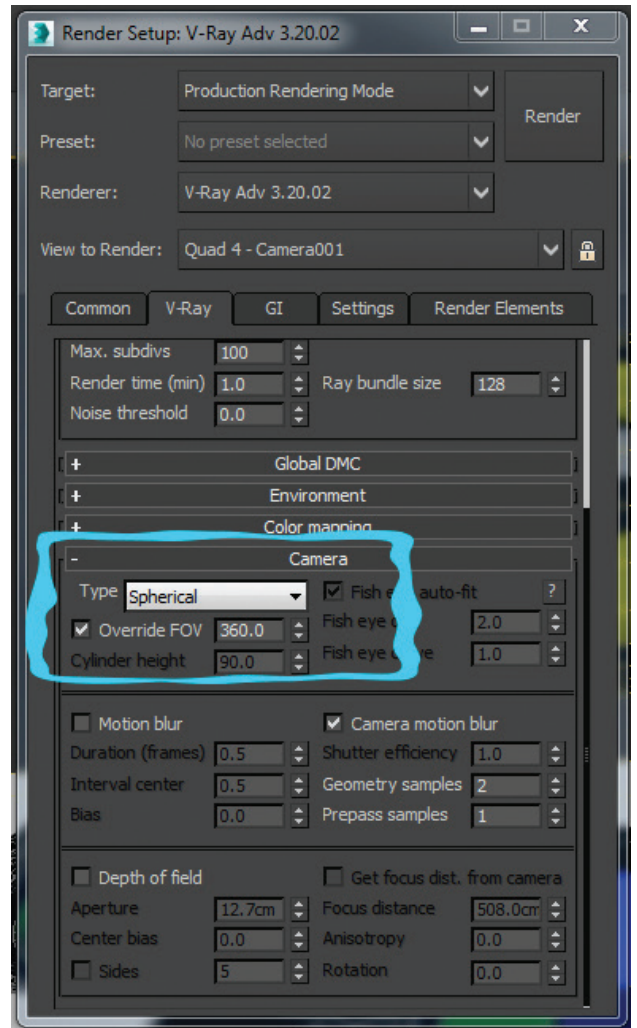 Render Setup: V-Ray Adv 3.20.02
Target: Production Rendering Mode
Render
Preset: No preset selected
Renderer: V-Ray Adv 3.20.02
View to Render: Quad 4 - Camera001
Common V-Ray GI Settings Render Elements
Max. subdivs 100
Render time (min) 1.0 Ray bundle size 128
Noise threshold 0.0
+ Global DMC
+ Environment
+ Color mapping
- Camera
Type Spherical Fish eye auto-fit ?
Override FOV 360.0 Fish eye 2.0
Cylinder height 90.0 Fish eye 1.0
Motion blur Camera motion blur
Duration (frames) 0.5 Shutter efficiency 1.0
Interval center 0.5 Geometry samples 2
Bias 0.0 Prepass samples 1
Depth of field Get focus dist. from camera
Aperture 12.7cm Focus distance 508.0cm
Center bias 0.0 Anisotropy 0.0
Sides 5 Rotation 0.0